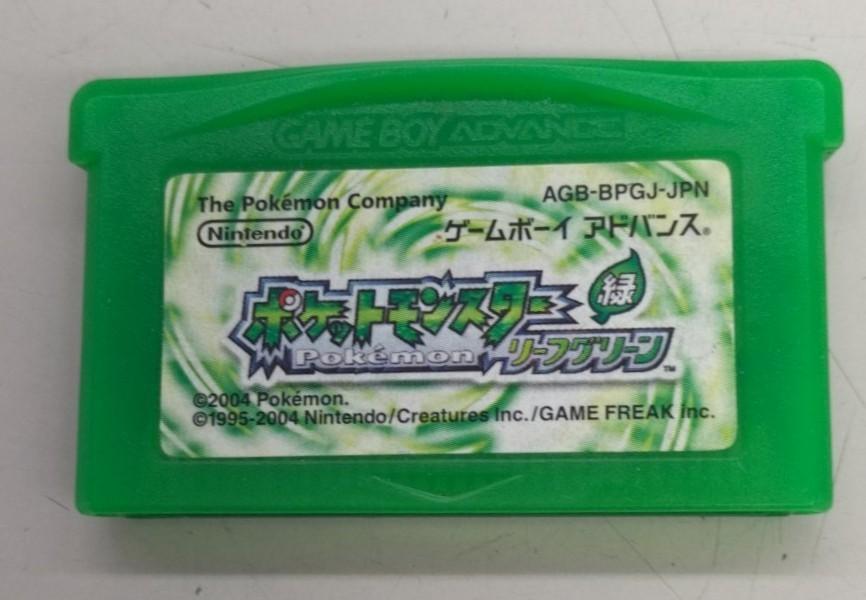 GAME BOY ADVANCE
The Pokémon Company
AGB-BPGJ-JPN
Nintendo®
ゲームボーイ アドバンス®
ポケットモンスター
緑
Pokémon
リーフグリーン™
©2004 Pokémon.
©1995-2004 Nintendo/Creatures Inc./GAME FREAK inc.